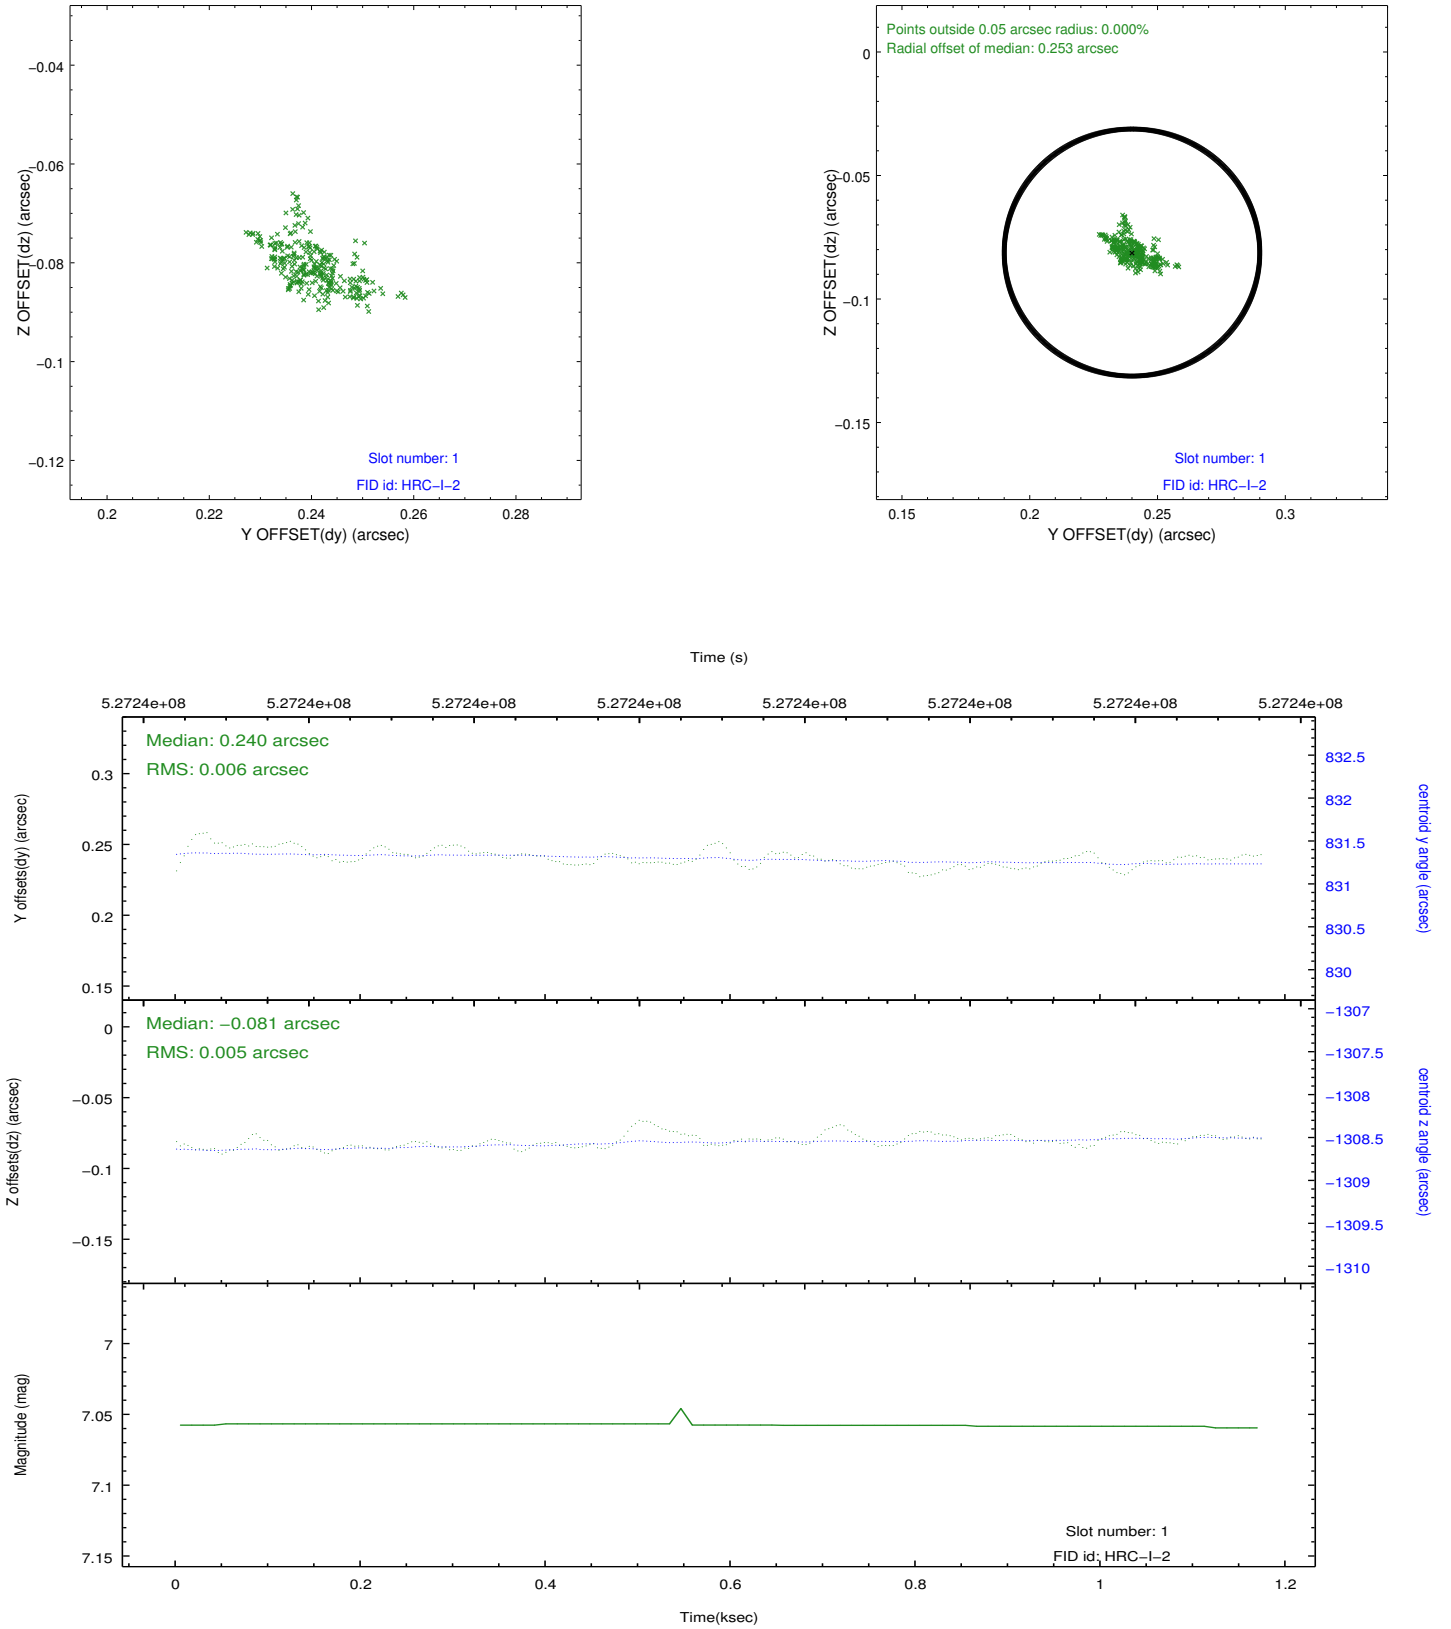 −0.04
−0.06
−0.08
−0.1
−0.12
Z OFFSET(dz) (arcsec)
Slot number: 1
FID id: HRC−I−2
0.2
0.22
0.24
0.26
0.28
Y OFFSET(dy) (arcsec)
Points outside 0.05 arcsec radius: 0.000%
Radial offset of median: 0.253 arcsec
0
−0.05
−0.1
−0.15
Z OFFSET(dz) (arcsec)
Slot number: 1
FID id: HRC−I−2
0.15
0.2
0.25
0.3
Y OFFSET(dy) (arcsec)
Time (s)
5.2724e+08
5.2724e+08
5.2724e+08
5.2724e+08
5.2724e+08
5.2724e+08
5.2724e+08
5.2724e+08
Median: 0.240 arcsec
RMS: 0.006 arcsec
0.3
0.25
0.2
0.15
Y offsets(dy) (arcsec)
832.5
832
831.5
831
830.5
830
centroid y angle (arcsec)
Median: −0.081 arcsec
RMS: 0.005 arcsec
0
−0.05
−0.1
−0.15
Z offsets(dz) (arcsec)
−1307
−1307.5
−1308
−1308.5
−1309
−1309.5
−1310
centroid z angle (arcsec)
7
7.05
7.1
7.15
Magnitude (mag)
Slot number: 1
FID id: HRC−I−2
0
0.2
0.4
0.6
0.8
1
1.2
Time(ksec)